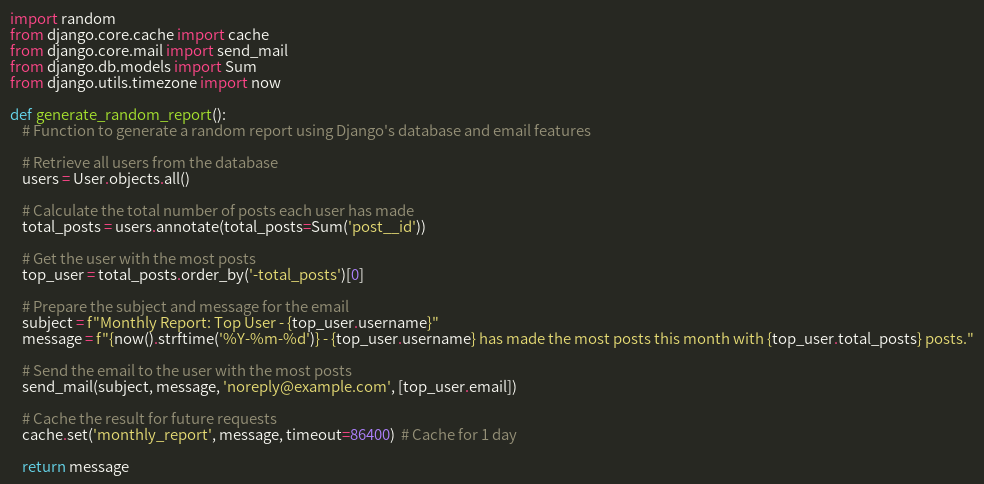 import random
from django.core.cache import cache
from django.core.mail import send_mail
from django.db.models import Sum
from django.utils.timezone import now

def generate_random_report():
    # Function to generate a random report using Django's database and email features

    # Retrieve all users from the database
    users = User.objects.all()

    # Calculate the total number of posts each user has made
    total_posts = users.annotate(total_posts=Sum('post__id'))

    # Get the user with the most posts
    top_user = total_posts.order_by('-total_posts')[0]

    # Prepare the subject and message for the email
    subject = f"Monthly Report: Top User - {top_user.username}"
    message = f"{now().strftime('%Y-%m-%d')} - {top_user.username} has made the most posts this month with {top_user.total_posts} posts."

    # Send the email to the user with the most posts
    send_mail(subject, message, 'noreply@example.com', [top_user.email])

    # Cache the result for future requests
    cache.set('monthly_report', message, timeout=86400)  # Cache for 1 day

    return message